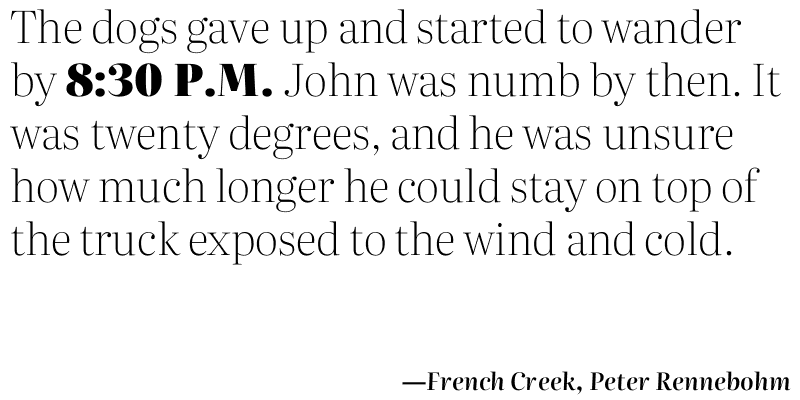 The dogs gave up and started to wander
by 8:30 P.M. John was numb by then. It
was twenty degrees, and he was unsure
how much longer he could stay on top of
the truck exposed to the wind and cold.
—French Creek, Peter Rennebohm